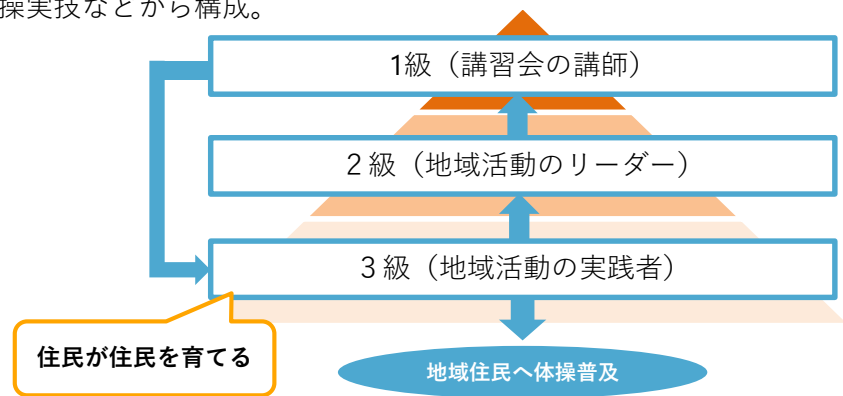 操実技などから構成。
1級（講習会の講師）
２級（地域活動のリーダー）
３級（地域活動の実践者）
住民が住民を育てる
地域住民へ体操普及